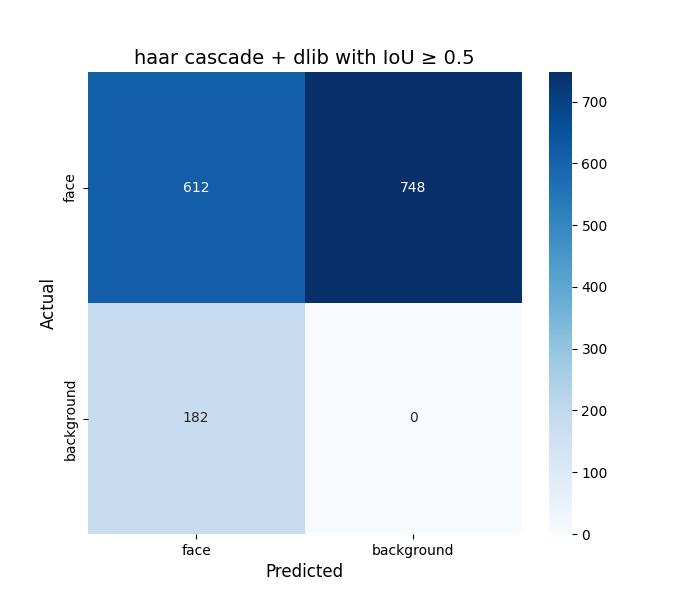 haar cascade + dlib with IoU ≥ 0.5
face
612
748
Actual
background
182
0
face
background
Predicted
700
600
500
400
300
200
100
0